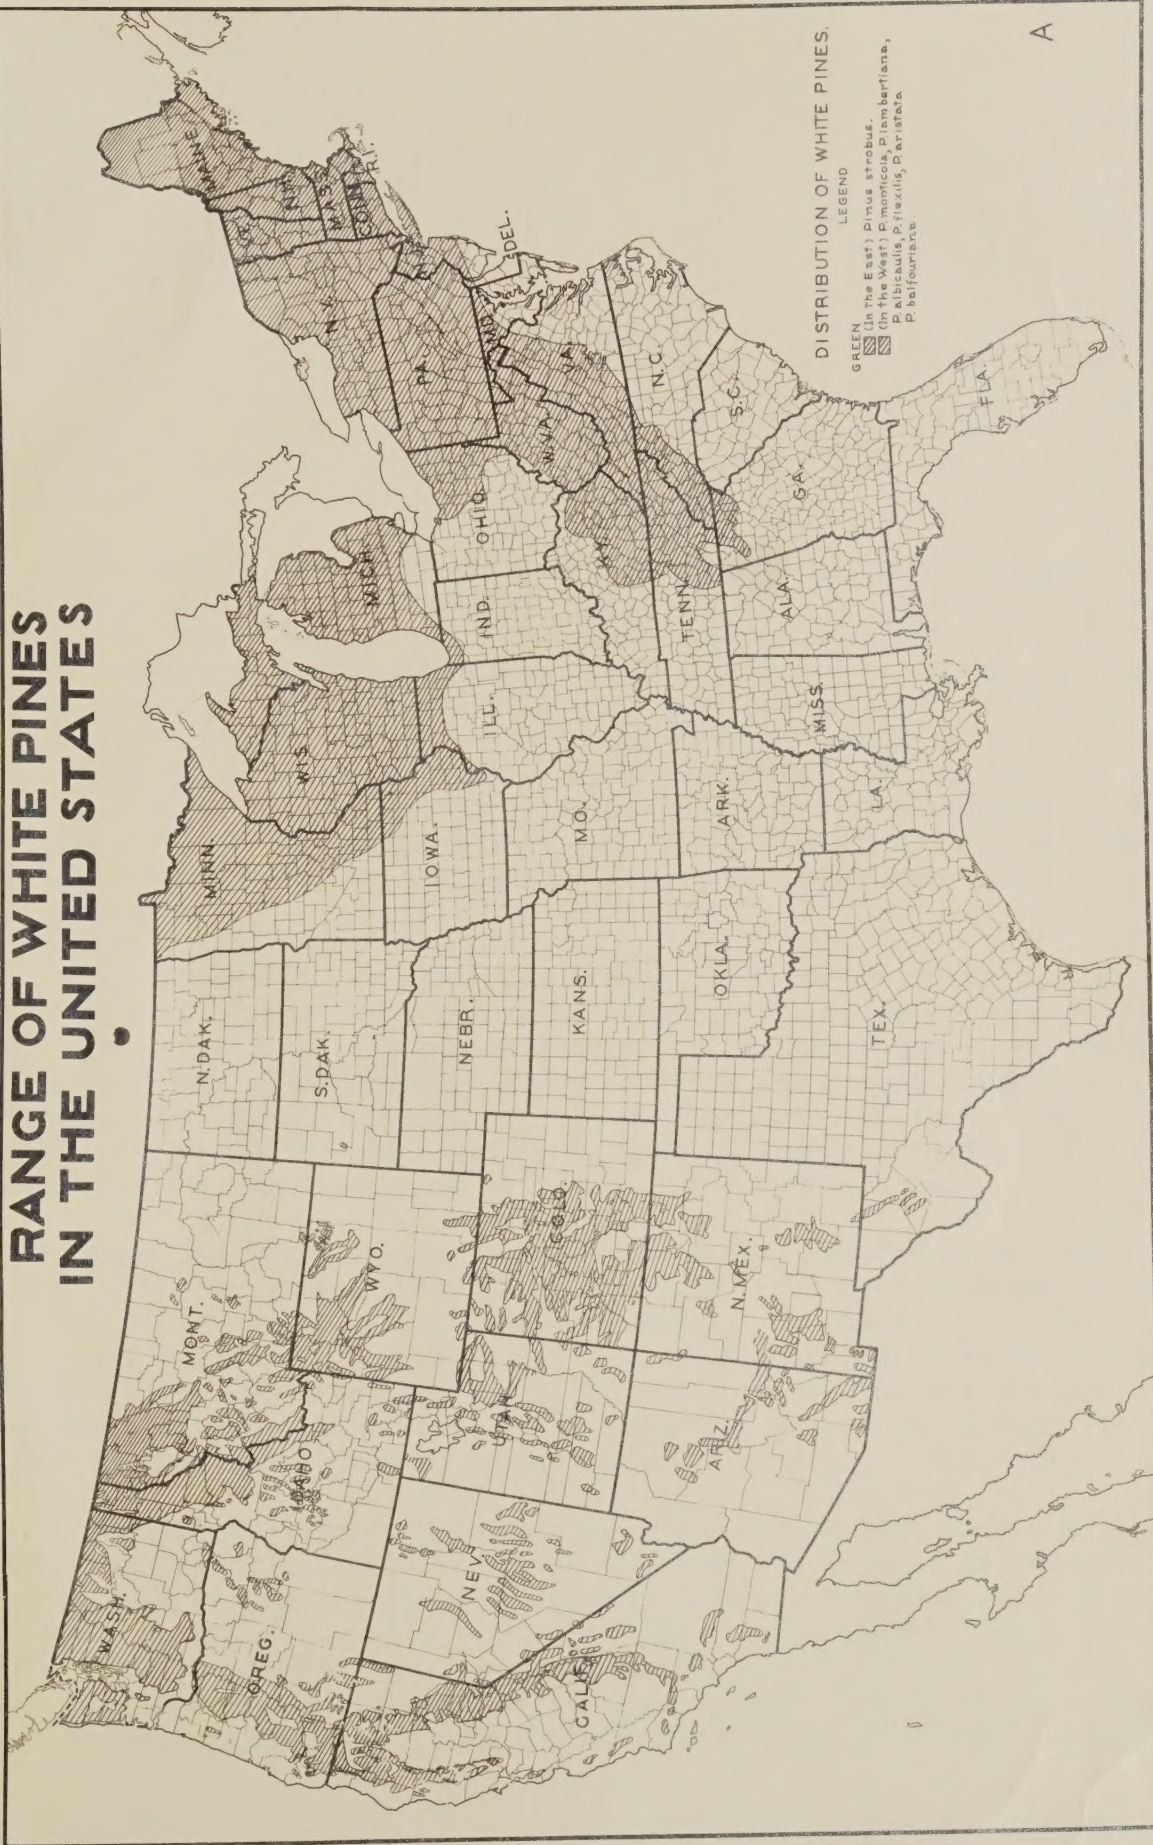 RANGE OF WHITE PINES
IN THE UNITED STATES
WASH.
OREG.
CALIF.
NEV.
IDAHO
MONT.
WYO.
UTAH
COLO.
ARIZ.
N.MEX.
N.DAK.
S.DAK.
NEBR.
KANS.
OKLA.
TEX.
MINN.
IOWA.
MO.
ARK.
LA.
WIS.
ILL.
MICH.
IND.
OHIO.
KY.
TENN.
MISS.
ALA.
GA.
FLA.
S.C.
N.C.
VA.
W.VA.
MD.
DEL.
PA.
N.Y.
VT.
N.H.
MAINE
MASS.
CONN.
R.I.
DISTRIBUTION OF WHITE PINES.
LEGEND
GREEN
(In the East) Pinus strobus.
(In the West) P. monticola, P. lambertiana,
P. albicaulis, P. flexilis, P. aristata
P. balfouriana.
A